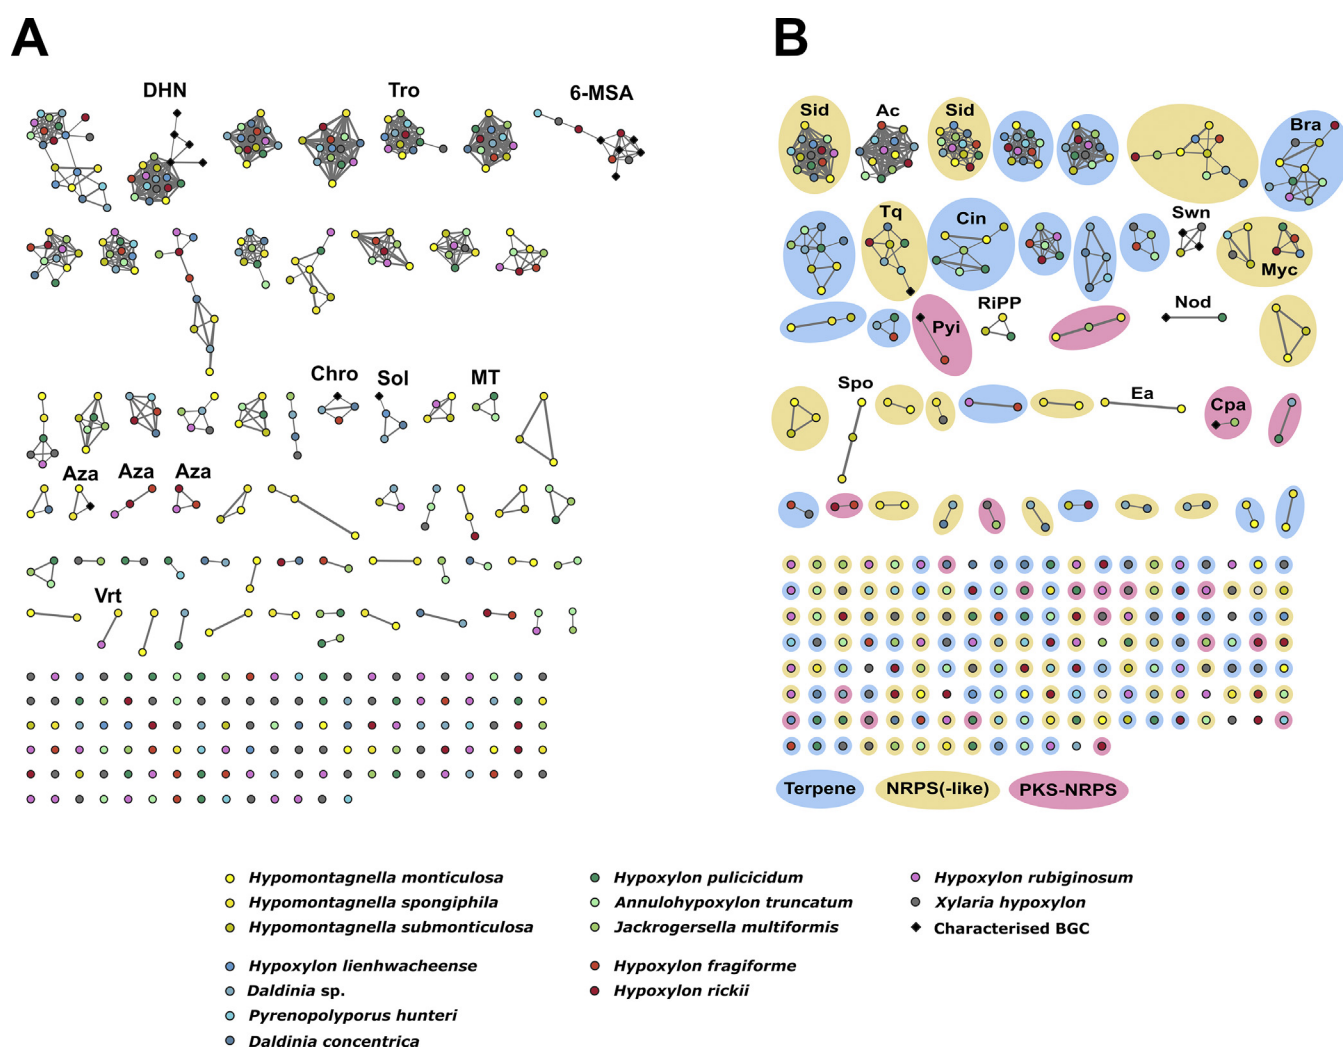 A
B
DHN
Tro
6-MSA
Chro
Sol
MT
Aza
Aza
Aza
Vrt
Sid
Ac
Sid
Bra
Tq
Cin
Swn
Myc
Pyi
RiPP
Nod
Spo
Ea
Cpa
Terpene
NRPS(-like)
PKS-NRPS
Hypomontagnella monticulosa
Hypomontagnella spongiphila
Hypomontagnella submonticulosa
Hypoxylon lienhwacheense
Daldinia sp.
Pyrenopolyporus hunteri
Daldinia concentrica
Hypoxylon pulicicidum
Annulohypoxylon truncatum
Jackrogersella multiformis
Hypoxylon fragiforme
Hypoxylon rickii
Hypoxylon rubiginosum
Xylaria hypoxylon
Characterised BGC